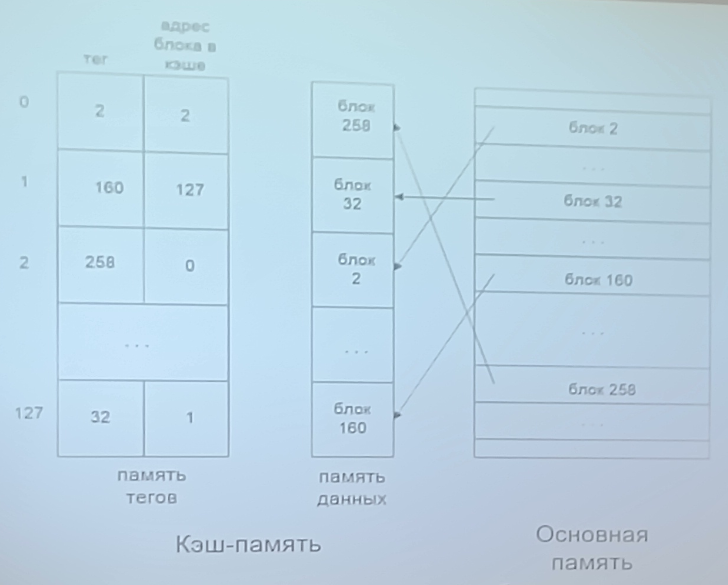 тег
адрес
блока в
кэше
0
2
2
1
160
127
2
258
0
...
127
32
1
память
тегов
блок
258
блок
32
блок
2
...
блок
160
память
данных
Кэш-память
блок 2
...
блок 32
...
блок 160
...
блок 258
...
Основная
память